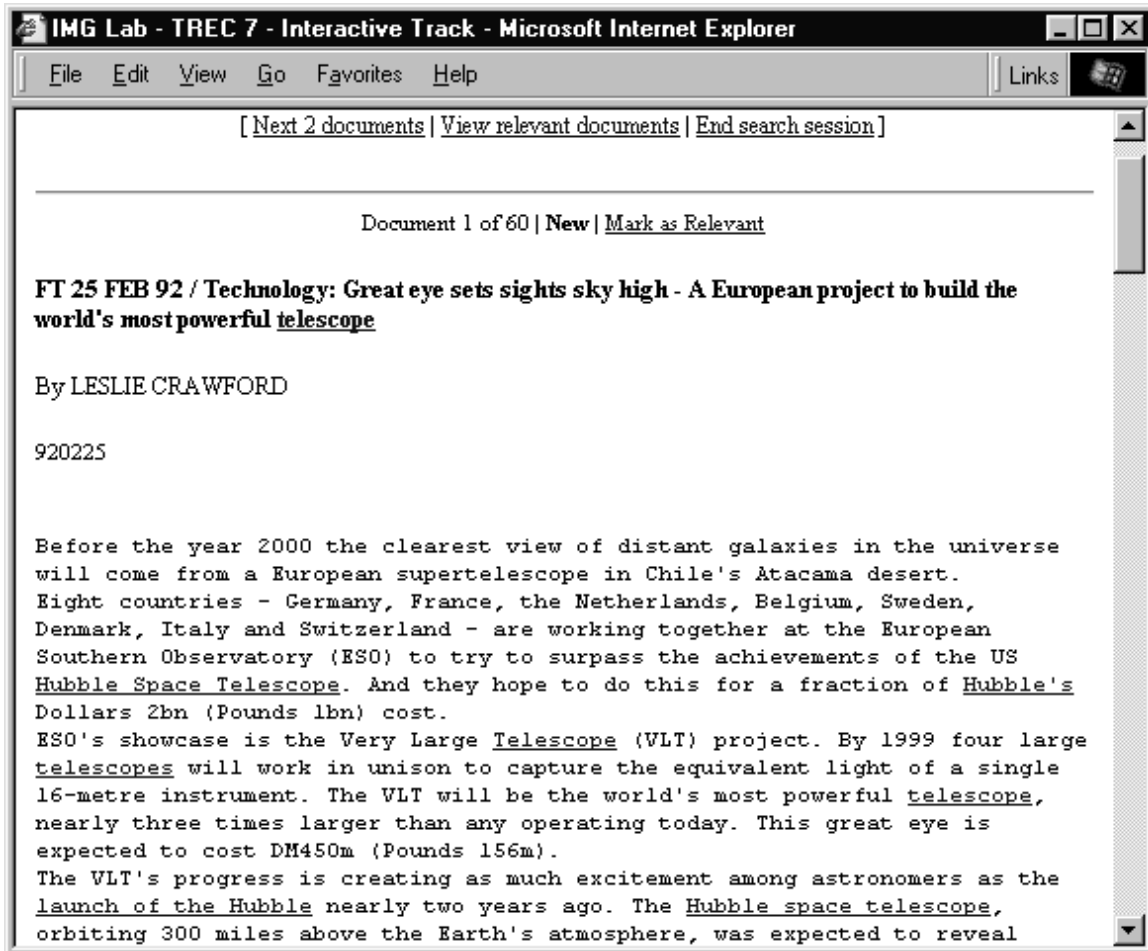 IMG Lab - TREC 7 - Interactive Track - Microsoft Internet Explorer
File Edit View Go Favorites Help Links
[ Next 2 documents | View relevant documents | End search session ]
Document 1 of 60 | New | Mark as Relevant
FT 25 FEB 92 / Technology: Great eye sets sights sky high - A European project to build the
world's most powerful telescope
By LESLIE CRAWFORD
920225
Before the year 2000 the clearest view of distant galaxies in the universe
will come from a European supertelescope in Chile's Atacama desert.
Eight countries - Germany, France, the Netherlands, Belgium, Sweden,
Denmark, Italy and Switzerland - are working together at the European
Southern Observatory (ESO) to try to surpass the achievements of the US
Hubble Space Telescope. And they hope to do this for a fraction of Hubble's
Dollars 2bn (Pounds 1bn) cost.
ESO's showcase is the Very Large Telescope (VLT) project. By 1999 four large
telescopes will work in unison to capture the equivalent light of a single
16-metre instrument. The VLT will be the world's most powerful telescope,
nearly three times larger than any operating today. This great eye is
expected to cost DM450m (Pounds 156m).
The VLT's progress is creating as much excitement among astronomers as the
launch of the Hubble nearly two years ago. The Hubble space telescope,
orbiting 300 miles above the Earth's atmosphere, was expected to reveal